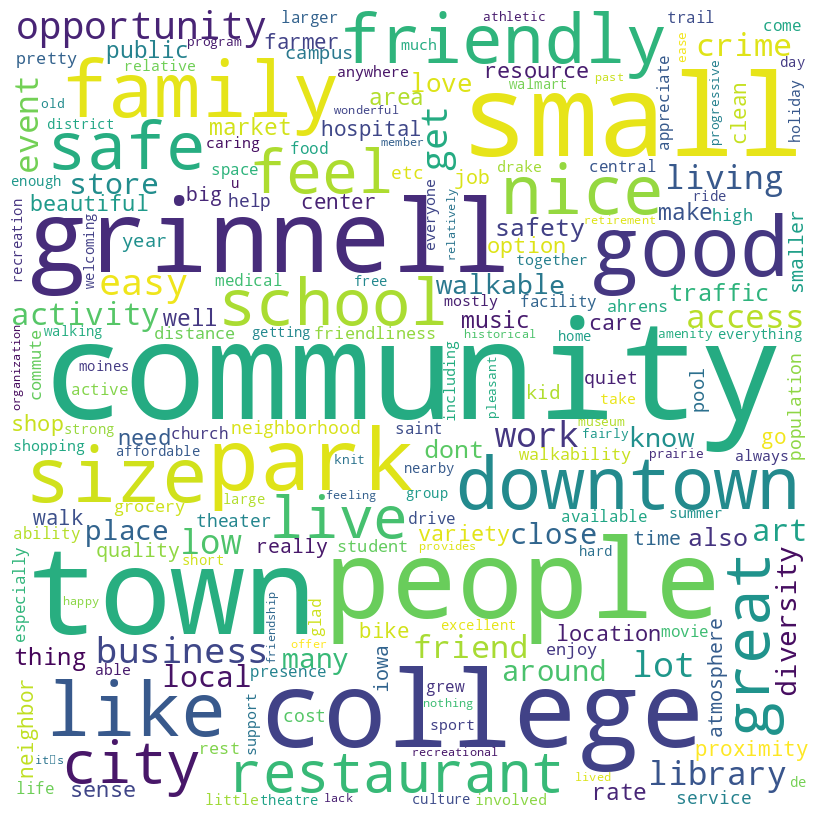 opportunity
program
larger
friendly
athletic
trail
come
pretty
public
farmer
campus
much
crime
day
relative
family
anywhere
love
resource
walmart
small
appreciate
ease
progressive
past
clean
holiday
event
old
district
safe
market
caring
wonderful
area
hospital
member
get
space
food
feel
etc
job
drake
nice
central
living
enough
store
beautiful
big
u
help
center
everyone
relatively
safety
option
retirement
ride
make
high
smaller
recreation
welcoming
year
grinnell
together
good
easy
medical
free
walkable
facility
traffic
activity
well
school
mostly
music
ahrens
care
access
organization
commute
walking
distance
getting
friendliness
historical
home
amenity
everything
moines
active
community
including
pleasant
kid
quiet
take
pool
population
shop
strong
need
church
neighborhood
saint
work
museum
know
go
shopping
affordable
size
park
knit
nearby
dont
walkability
fairly
prairie
always
grocery
large
feeling
group
downtown
walk
place
theater
live
drive
variety
close
available
summer
time
also
art
ability
especially
quality
low
really
student
provides
short
hard
happy
town
people
great
diversity
friendship
glad
bike
excellent
offer
location
movie
thing
business
many
friend
enjoy
atmosphere
able
local
presence
iowa
around
lot
neighbor
like
support
cost
grew
nothing
sport
college
it s
city
rest
restaurant
recreational
lived
library
proximity
life
sense
little
theatre
lack
culture
involved
rate
service
de